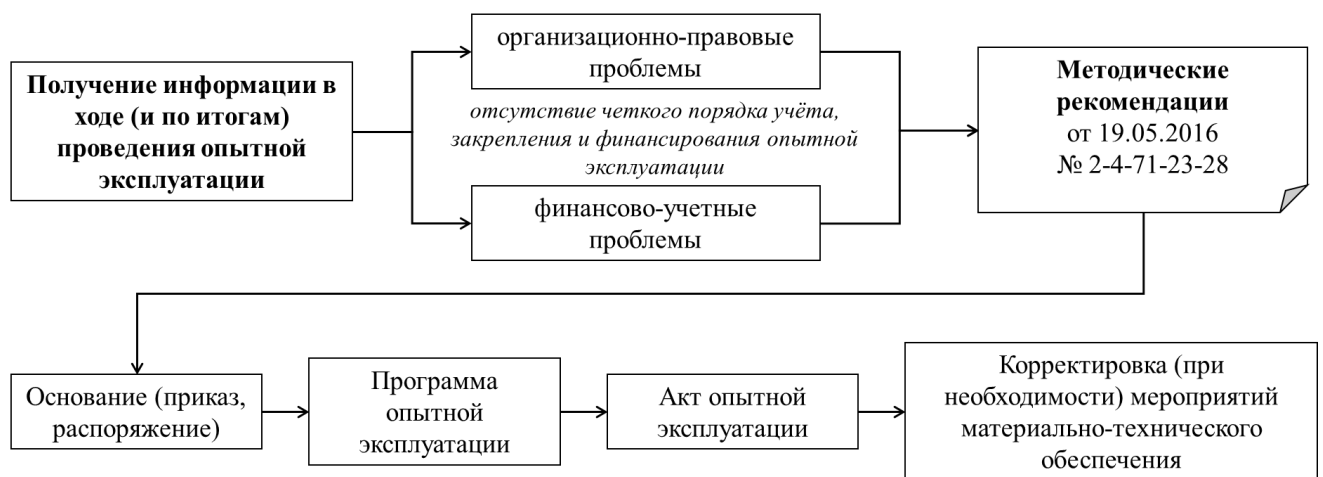 Получение информации в
ходе (и по итогам)
проведения опытной
эксплуатации
организационно-правовые
проблемы
отсутствие четкого порядка учёта,
закрепления и финансирования опытной
эксплуатации
финансово-учетные
проблемы
Методические
рекомендации
от 19.05.2016
№ 2-4-71-23-28
Основание (приказ,
распоряжение)
Программа
опытной
эксплуатации
Акт опытной
эксплуатации
Корректировка (при
необходимости) мероприятий
материально-технического
обеспечения